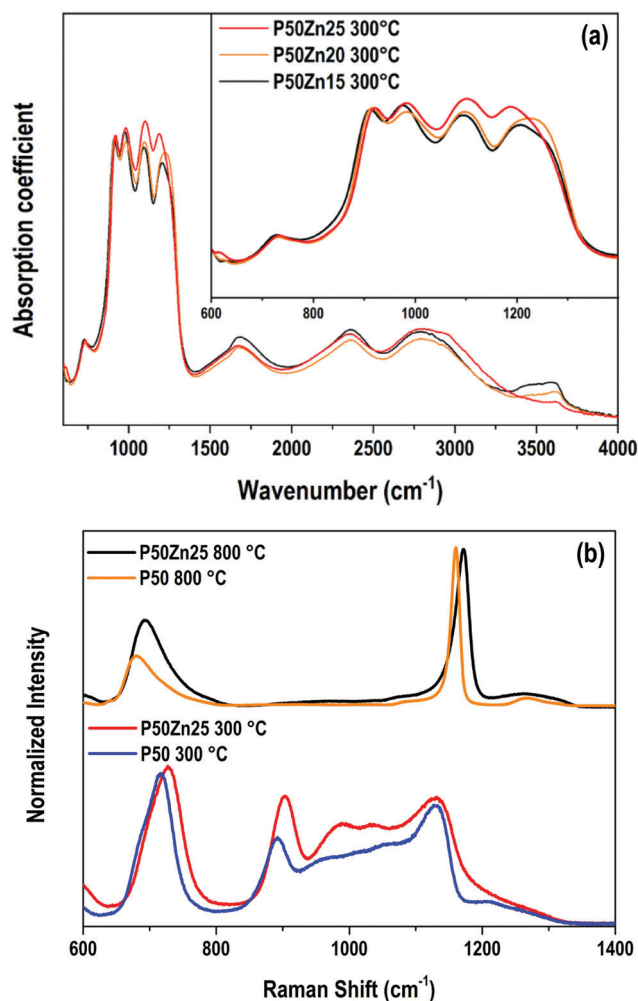 P50Zn25 300°C
P50Zn20 300°C
P50Zn15 300°C
(a)
Absorption coefficient
600 800 1000 1200
1000 1500 2000 2500 3000 3500 4000
Wavenumber (cm-1)
P50Zn25 800 °C
P50 800 °C
(b)
P50Zn25 300 °C
P50 300 °C
Normalized Intensity
600 800 1000 1200 1400
Raman Shift (cm-1)